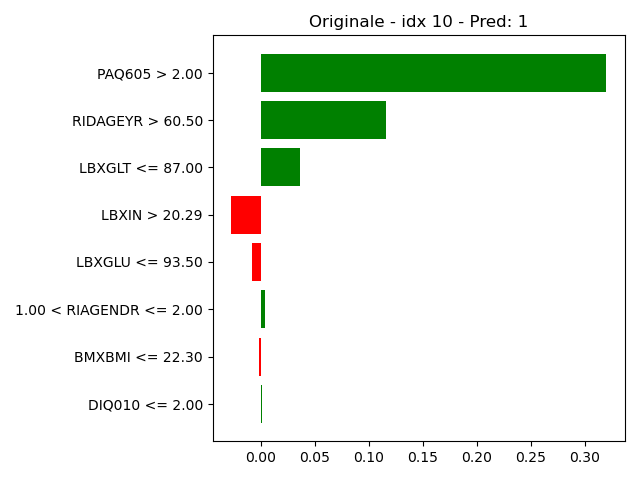 Originale - idx 10 - Pred: 1
PAQ605 > 2.00
RIDAGEYR > 60.50
LBXGLT <= 87.00
LBXIN > 20.29
LBXGLU <= 93.50
1.00 < RIAGENDR <= 2.00
BMXBMI <= 22.30
DIQ010 <= 2.00
0.00 0.05 0.10 0.15 0.20 0.25 0.30